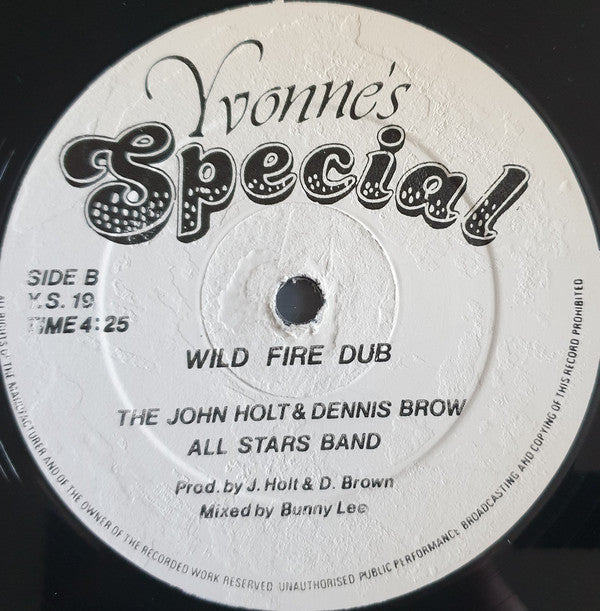 Yvonne's
Special
SIDE B
Y.S. 19
TIME 4:25
WILD FIRE DUB
THE JOHN HOLT & DENNIS BROW
ALL STARS BAND
Prod. by J. Holt & D. Brown
Mixed by Bunny Lee
ALL RIGHTS OF THE MANUFACTURER AND OF THE OWNER OF THE RECORDED WORK RESERVED UNAUTHORISED PUBLIC PERFORMANCE BROADCASTING AND COPYING OF THIS RECORD PROHIBITED